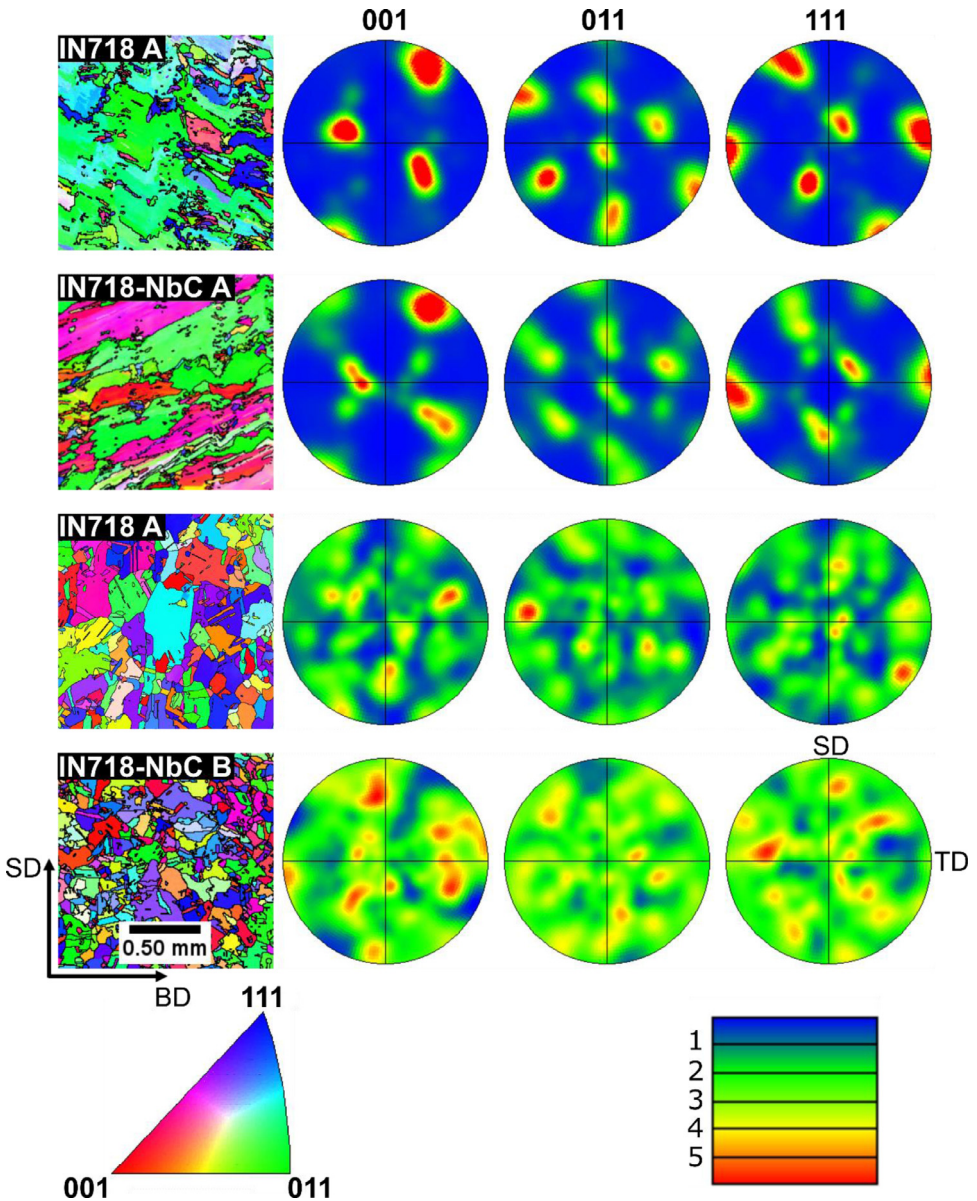 001 011 111
IN718 A
IN718-NbC A
IN718 A
SD
IN718-NbC B
TD
SD
0.50 mm
BD
111
1
2
3
4
5
001 011